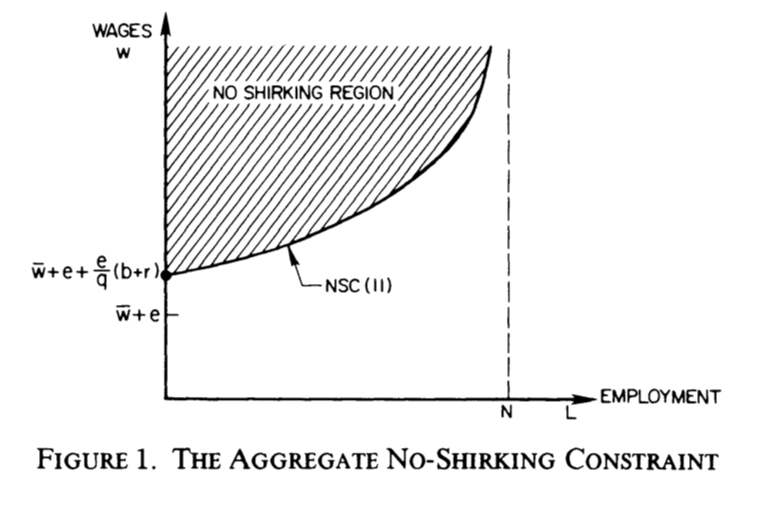 WAGES
w
NO SHIRKING REGION
w̄+e+e/q(b+r)
NSC (11)
w̄+e
EMPLOYMENT
N
L
FIGURE 1. THE AGGREGATE NO-SHIRKING CONSTRAINT